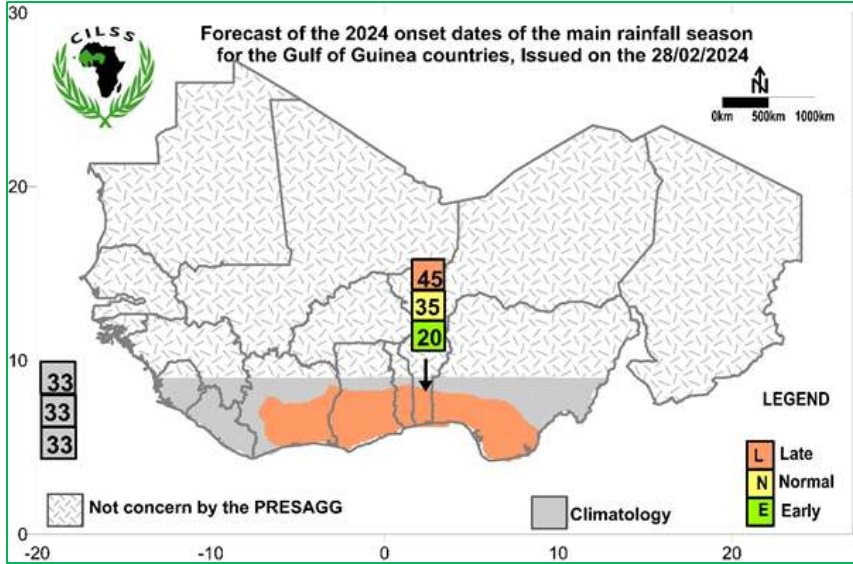 30
CILSS
Forecast of the 2024 onset dates of the main rainfall season
for the Gulf of Guinea countries, Issued on the 28/02/2024
N
0km 500km 1000km
20
45
35
20
10
33
33
33
LEGEND
L Late
N Normal
E Early
Not concern by the PRESAGG
Climatology
0
-20 -10 0 10 20